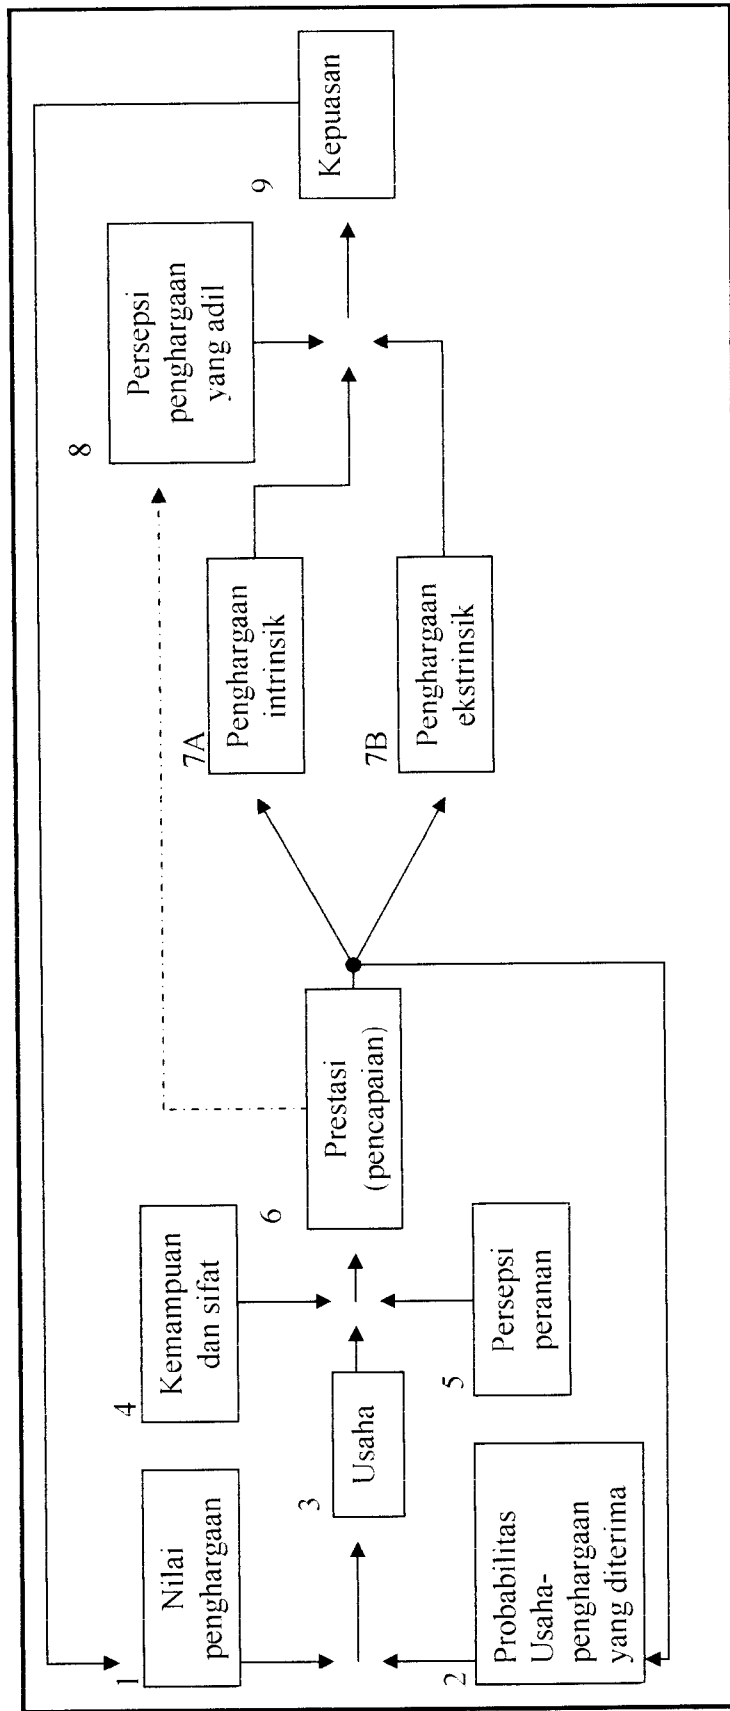 1
Nilai
penghargaan
2
Probabilitas
Usaha-
penghargaan
yang diterima
3
Usaha
4
Kemampuan
dan sifat
5
Persepsi
peranan
6
Prestasi
(pencapaian)
7A
Penghargaan
intrinsik
7B
Penghargaan
ekstrinsik
8
Persepsi
penghargaan
yang adil
9
Kepuasan